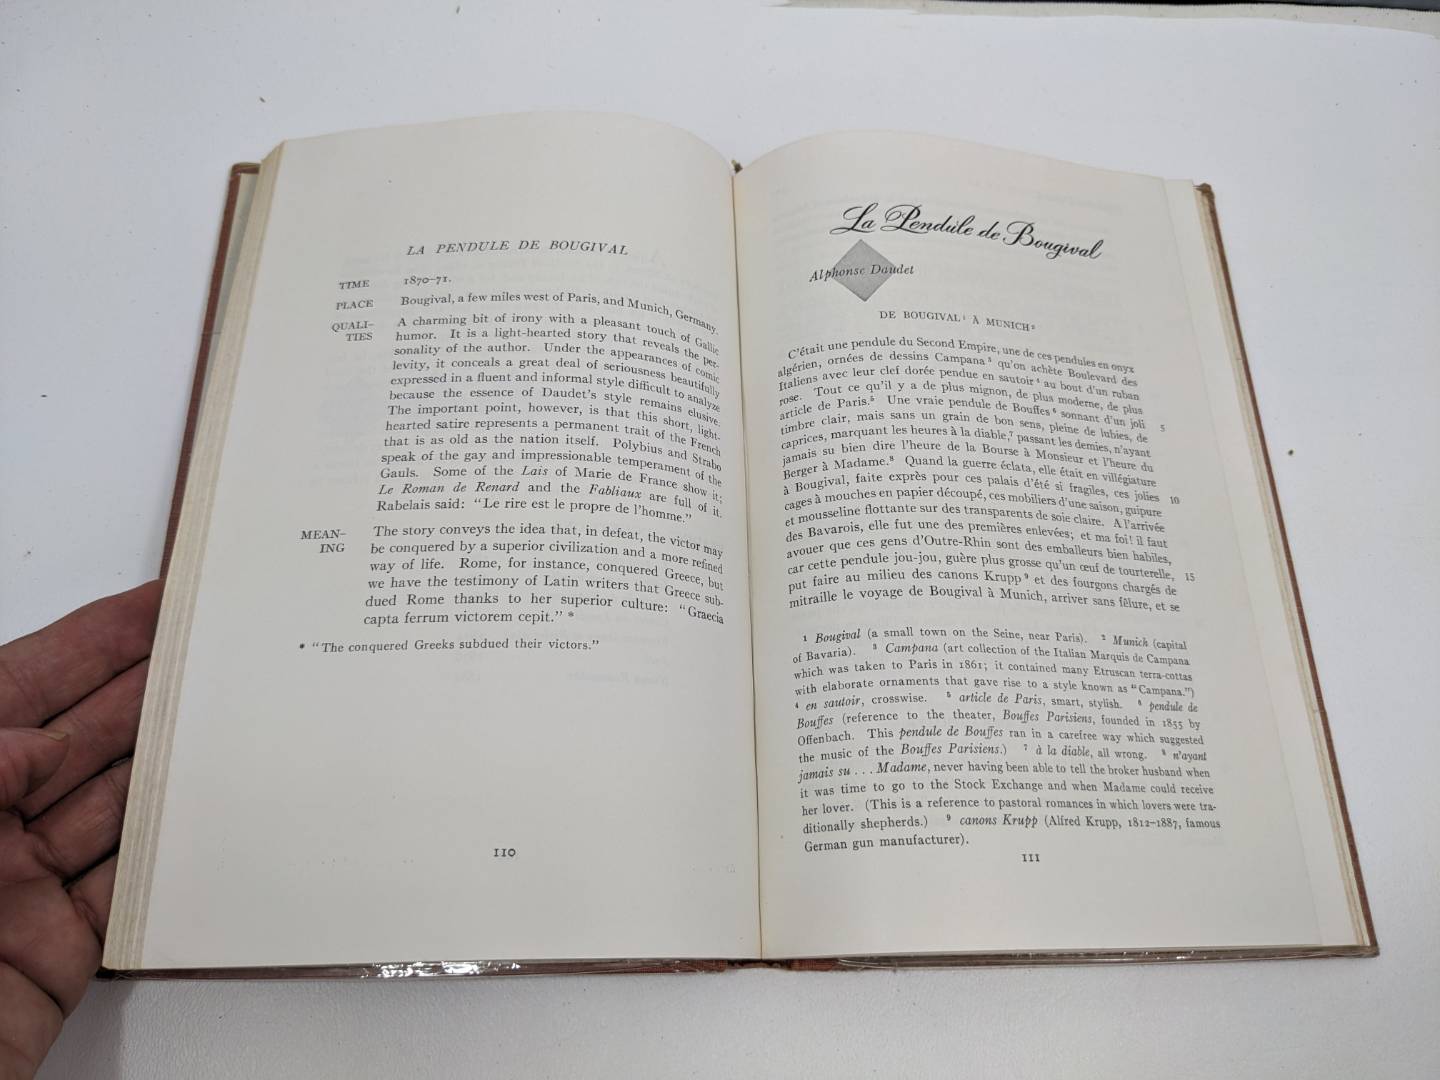 LA PENDULE DE BOUGIVAL
TIME 1870–71.
PLACE Bougival, a few miles west of Paris, and Munich, Germany.
QUALI- A charming bit of irony with a pleasant touch of Gallic
TIES humor. It is a light-hearted story that reveals the per-
sonality of the author. Under the appearances of comic
levity, it conceals a great deal of seriousness beautifully
expressed in a fluent and informal style difficult to analyze
because the essence of Daudet's style remains elusive.
The important point, however, is that this short, light-
hearted satire represents a permanent trait of the French
that is as old as the nation itself. Polybius and Strabo
speak of the gay and impressionable temperament of the
Gauls. Some of the Lais of Marie de France show it;
Le Roman de Renard and the Fabliaux are full of it.
Rabelais said: "Le rire est le propre de l'homme."
MEAN- The story conveys the idea that, in defeat, the victor may
ING be conquered by a superior civilization and a more refined
way of life. Rome, for instance, conquered Greece, but
we have the testimony of Latin writers that Greece sub-
dued Rome thanks to her superior culture: "Graecia
capta ferrum victorem cepit." *
* "The conquered Greeks subdued their victors."
110
La Pendule de Bougival
Alphonse Daudet
DE BOUGIVAL¹ À MUNICH²
C'était une pendule du Second Empire, une de ces pendules en onyx
algérien, ornées de dessins Campana³ qu'on achète Boulevard des
Italiens avec leur clef dorée pendue en sautoir⁴ au bout d'un ruban
rose. Tout ce qu'il y a de plus mignon, de plus moderne, de plus
article de Paris.⁵ Une vraie pendule de Bouffes⁶ sonnant d'un joli 5
timbre clair, mais sans un grain de bon sens, pleine de lubies, de
caprices, marquant les heures à la diable,⁷ passant les demies, n'ayant
jamais su bien dire l'heure de la Bourse à Monsieur et l'heure du
Berger à Madame.⁸ Quand la guerre éclata, elle était en villégiature
à Bougival, faite exprès pour ces palais d'été si fragiles, ces jolies 10
cages à mouches en papier découpé, ces mobiliers d'une saison, guipure
et mousseline flottante sur des transparents de soie claire. A l'arrivée
des Bavarois, elle fut une des premières enlevées; et ma foi! il faut
avouer que ces gens d'Outre-Rhin sont des emballeurs bien habiles,
car cette pendule jou-jou, guère plus grosse qu'un œuf de tourterelle, 15
put faire au milieu des canons Krupp⁹ et des fourgons chargés de
mitraille le voyage de Bougival à Munich, arriver sans fêlure, et se
¹ Bougival (a small town on the Seine, near Paris). ² Munich (capital
of Bavaria). ³ Campana (art collection of the Italian Marquis de Campana
which was taken to Paris in 1861; it contained many Etruscan terra-cottas
with elaborate ornaments that gave rise to a style known as "Campana.")
⁴ en sautoir, crosswise. ⁵ article de Paris, smart, stylish. ⁶ pendule de
Bouffes (reference to the theater, Bouffes Parisiens, founded in 1855 by
Offenbach. This pendule de Bouffes ran in a carefree way which suggested
the music of the Bouffes Parisiens.) ⁷ à la diable, all wrong. ⁸ n'ayant
jamais su . . . Madame, never having been able to tell the broker husband when
it was time to go to the Stock Exchange and when Madame could receive
her lover. (This is a reference to pastoral romances in which lovers were tra-
ditionally shepherds.) ⁹ canons Krupp (Alfred Krupp, 1812–1887, famous
German gun manufacturer).
111